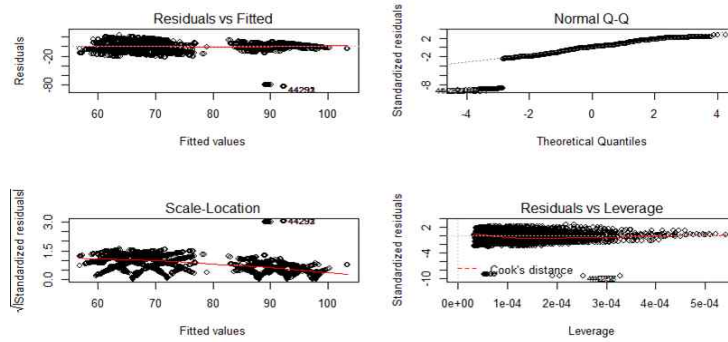 Residuals vs Fitted
Residuals
-20
-80
60
70
80
90
100
Fitted values
Normal Q-Q
Standardized residuals
2
-2
-8
-4
-2
0
2
4
Theoretical Quantiles
Scale-Location
√|Standardized residuals|
3.0
1.5
0.0
60
70
80
90
100
Fitted values
Residuals vs Leverage
Standardized residuals
2
-4
-10
Cook's distance
0e+00
1e-04
2e-04
3e-04
4e-04
5e-04
Leverage